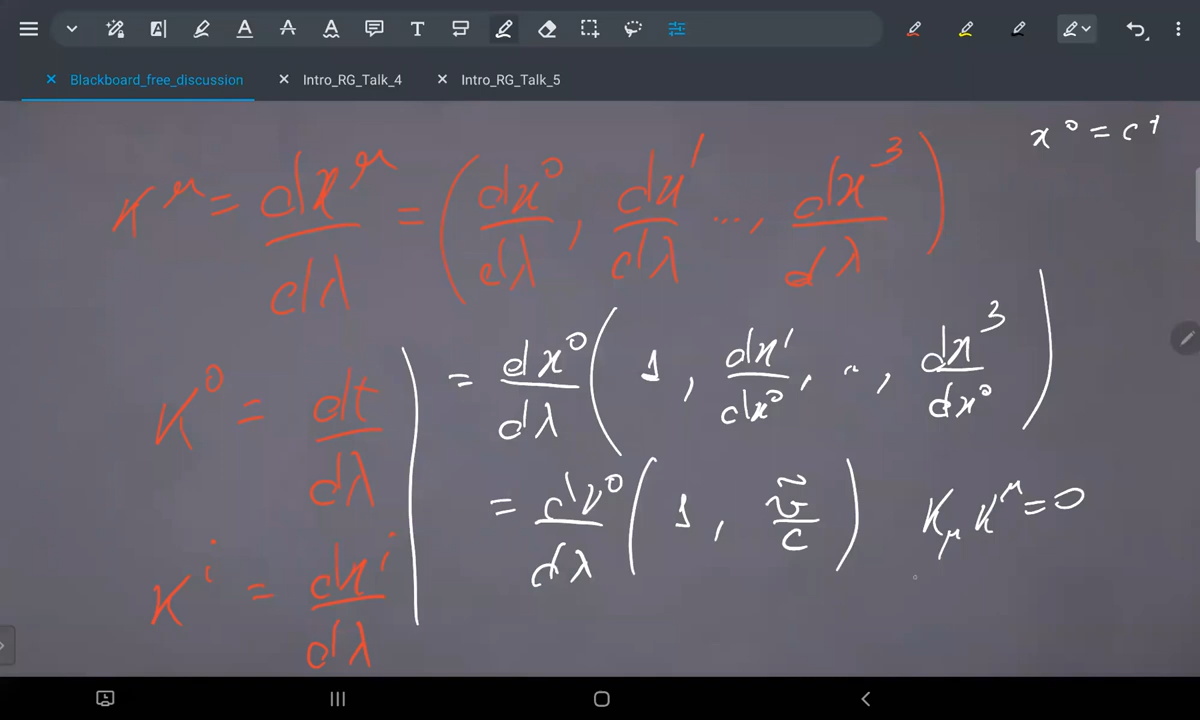 Blackboard_free_discussion Intro_RG_Talk_4 Intro_RG_Talk_5
x⁰ = ct
K^μ = dx^μ/dλ = (dx⁰/dλ, dx¹/dλ ..., dx³/dλ)
= dx⁰/dλ (1, dx¹/dx⁰, .., dx³/dx⁰)
K⁰ = dt/dλ
= dx⁰/dλ (1, v⃗/c) K_μ K^μ = 0
K^i = dx^i/dλ